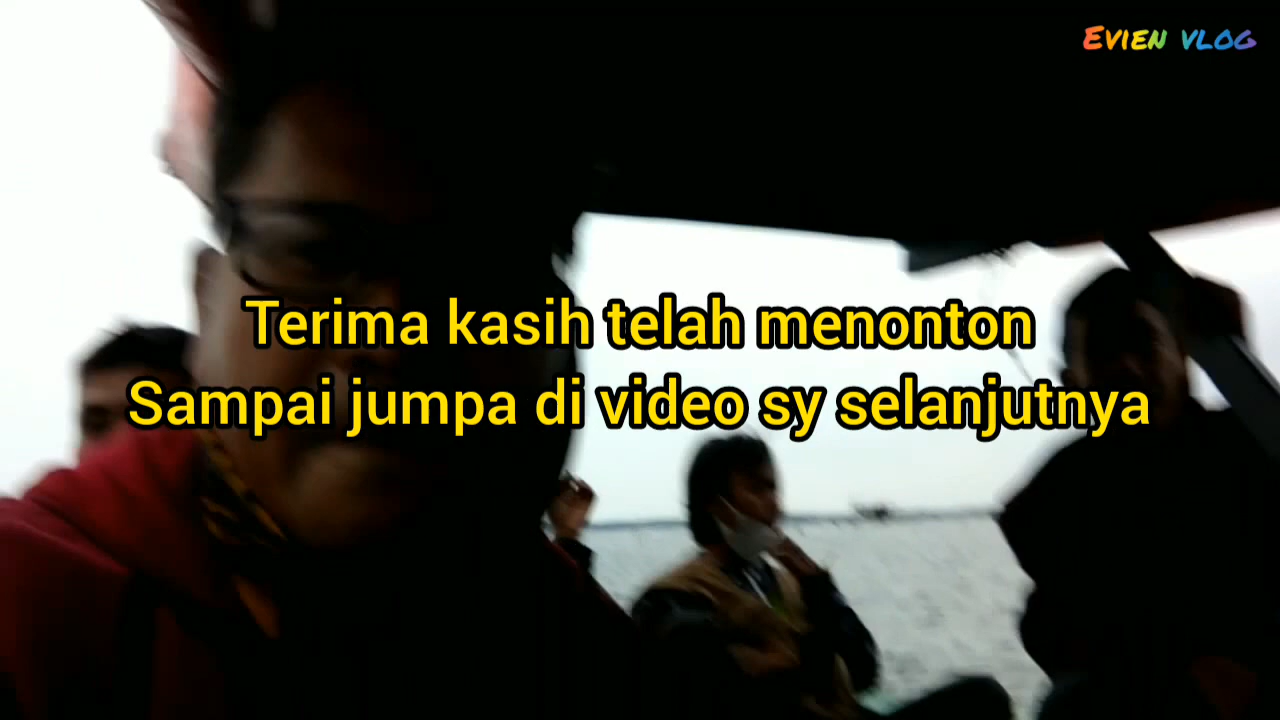 Evien vlog
Terima kasih telah menonton
Sampai jumpa di video sy selanjutnya